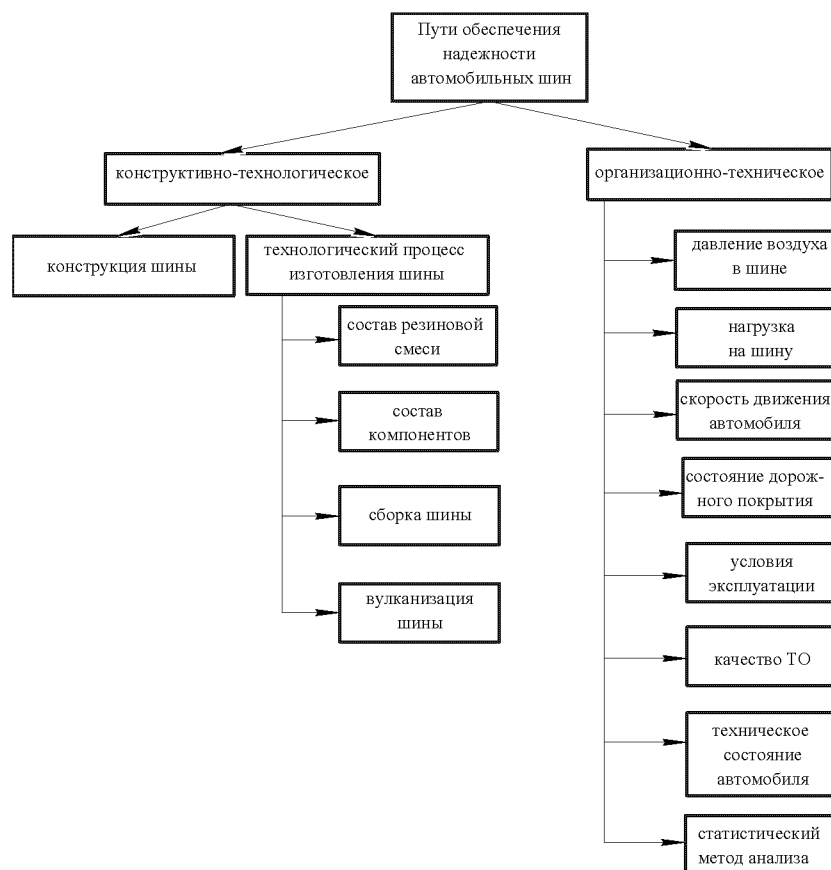 Пути обеспечения
надежности
автомобильных шин
конструктивно-технологическое
организационно-техническое
конструкция шины
технологический процесс
изготовления шины
состав резиновой
смеси
состав
компонентов
сборка шины
вулканизация
шины
давление воздуха
в шине
нагрузка
на шину
скорость движения
автомобиля
состояние дорож-
ного покрытия
условия
эксплуатации
качество ТО
техническое
состояние
автомобиля
статистический
метод анализа